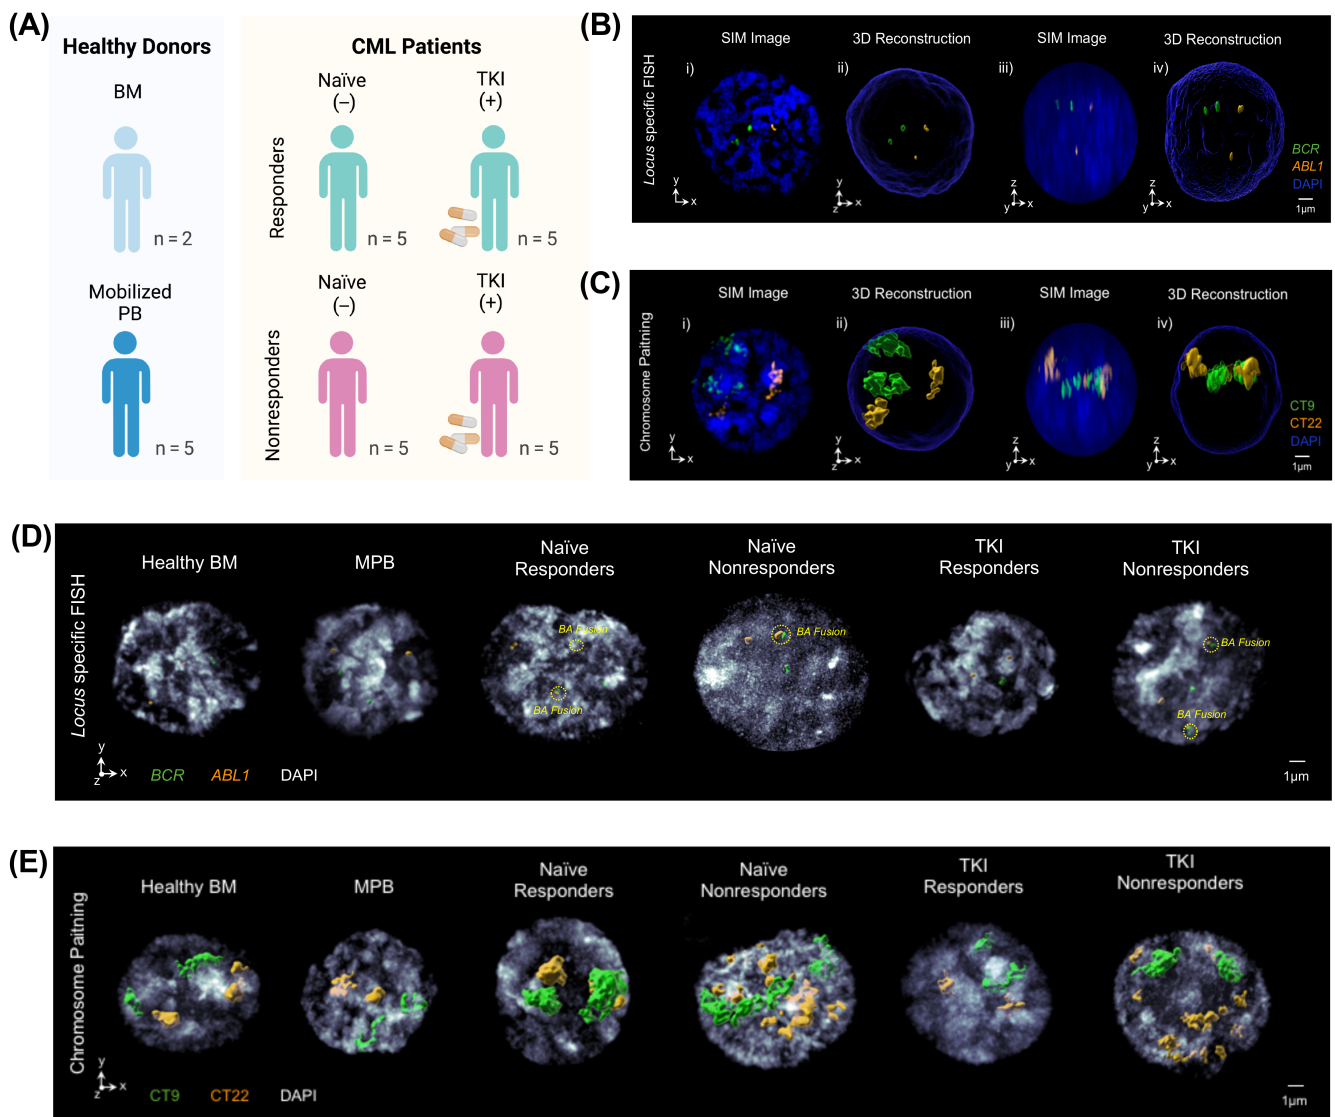 (A)
Healthy Donors
BM
n = 2
Mobilized
PB
n = 5
CML Patients
Naïve
(–)
TKI
(+)
Responders
n = 5
n = 5
Naïve
(–)
TKI
(+)
Nonresponders
n = 5
n = 5
(B)
Locus specific FISH
SIM Image
3D Reconstruction
SIM Image
3D Reconstruction
i)
ii)
iii)
iv)
BCR
ABL1
DAPI
1µm
y
x
y
z
x
z
y
x
z
y
x
(C)
Chromosome Paitning
SIM Image
3D Reconstruction
SIM Image
3D Reconstruction
i)
ii)
iii)
iv)
CT9
CT22
DAPI
1µm
y
x
y
z
x
z
y
x
z
y
x
(D)
Locus specific FISH
Healthy BM
MPB
Naïve
Responders
Naïve
Nonresponders
TKI
Responders
TKI
Nonresponders
BA Fusion
BA Fusion
BA Fusion
BA Fusion
BA Fusion
y
z
x
BCR
ABL1
DAPI
1µm
(E)
Chromosome Paitning
Healthy BM
MPB
Naïve
Responders
Naïve
Nonresponders
TKI
Responders
TKI
Nonresponders
y
z
x
CT9
CT22
DAPI
1µm